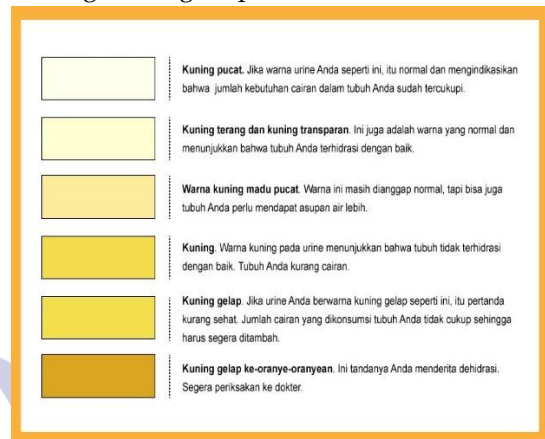 Kuning pucat. Jika warna urine Anda seperti ini, itu normal dan mengindikasikan
bahwa jumlah kebutuhan cairan dalam tubuh Anda sudah tercukupi.
Kuning terang dan kuning transparan. Ini juga adalah warna yang normal dan
menunjukkan bahwa tubuh Anda terhidrasi dengan baik.
Warna kuning madu pucat. Warna ini masih dianggap normal, tapi bisa juga
tubuh Anda perlu mendapat asupan air lebih.
Kuning. Warna kuning pada urine menunjukkan bahwa tubuh tidak terhidrasi
dengan baik. Tubuh Anda kurang cairan.
Kuning gelap. Jika urine Anda berwarna kuning gelap seperti ini, itu pertanda
kurang sehat. Jumlah cairan yang dikonsumsi tubuh Anda tidak cukup sehingga
harus segera ditambah.
Kuning gelap ke-oranye-oranyean. Ini tandanya Anda menderita dehidrasi.
Segera periksakan ke dokter.